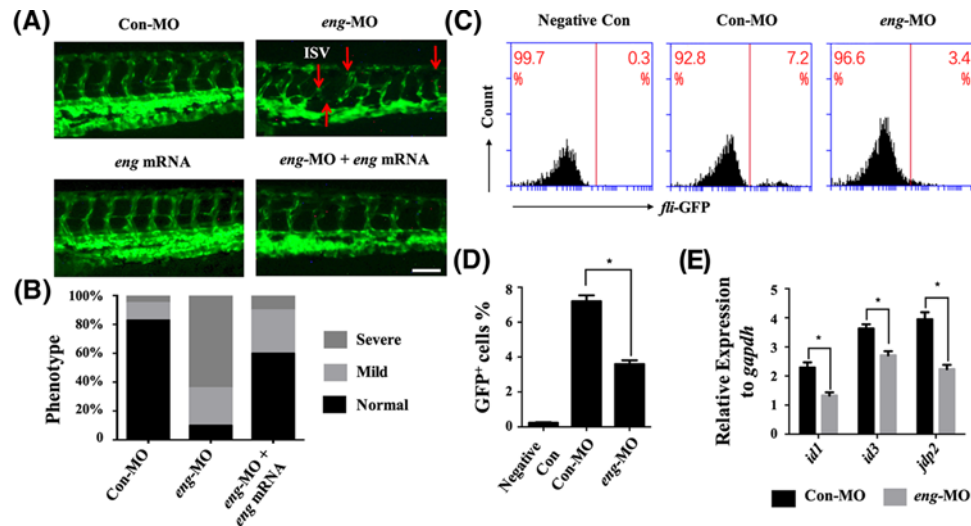 (A)
Con-MO
eng-MO
ISV
eng mRNA
eng-MO + eng mRNA
(B)
100%
80%
60%
40%
20%
0
Phenotype
Con-MO
eng-MO
eng-MO +
eng mRNA
Severe
Mild
Normal
(C)
Negative Con
Con-MO
eng-MO
99.7
%
0.3
%
92.8
%
7.2
%
96.6
%
3.4
%
Count
fli-GFP
(D)
GFP+ cells %
8
6
4
2
0
*
Negative
Con
Con-MO
eng-MO
(E)
Relative Expression
to gapdh
5
4
3
2
1
0
*
*
*
id1
id3
jdp2
Con-MO
eng-MO